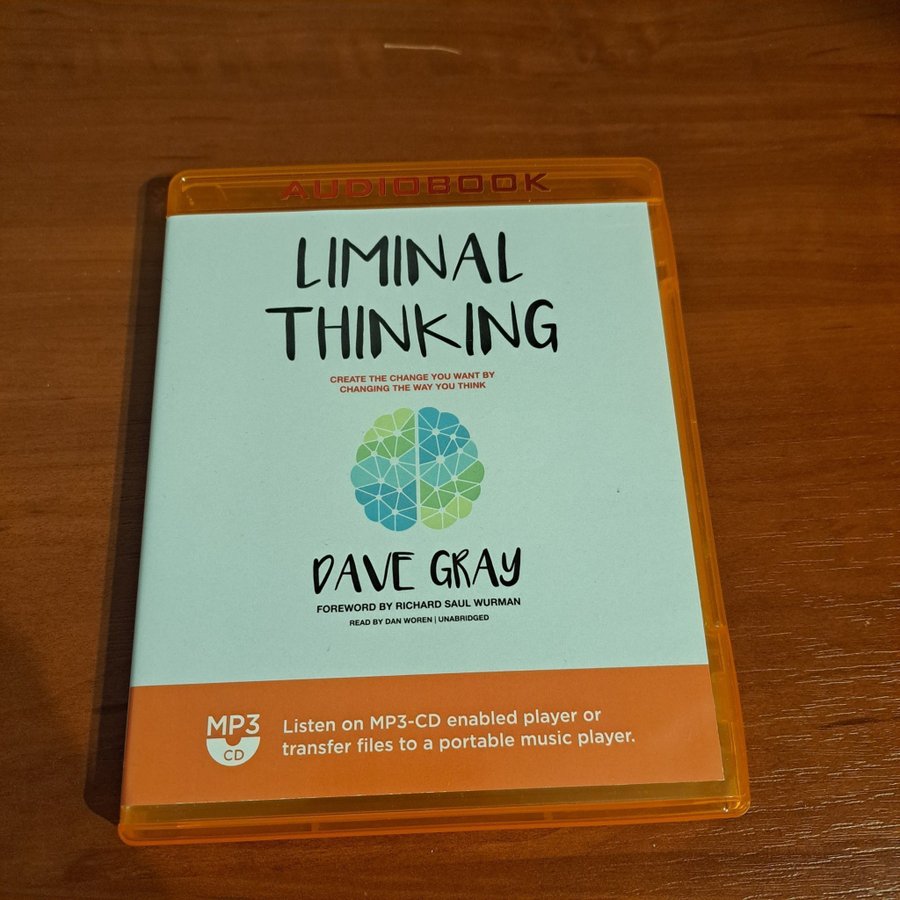 AUDIOBOOK
LIMINAL
THINKING
CREATE THE CHANGE YOU WANT BY
CHANGING THE WAY YOU THINK
DAVE GRAY
FOREWORD BY RICHARD SAUL WURMAN
READ BY DAN WOREN | UNABRIDGED
MP3
CD
Listen on MP3-CD enabled player or
transfer files to a portable music player.